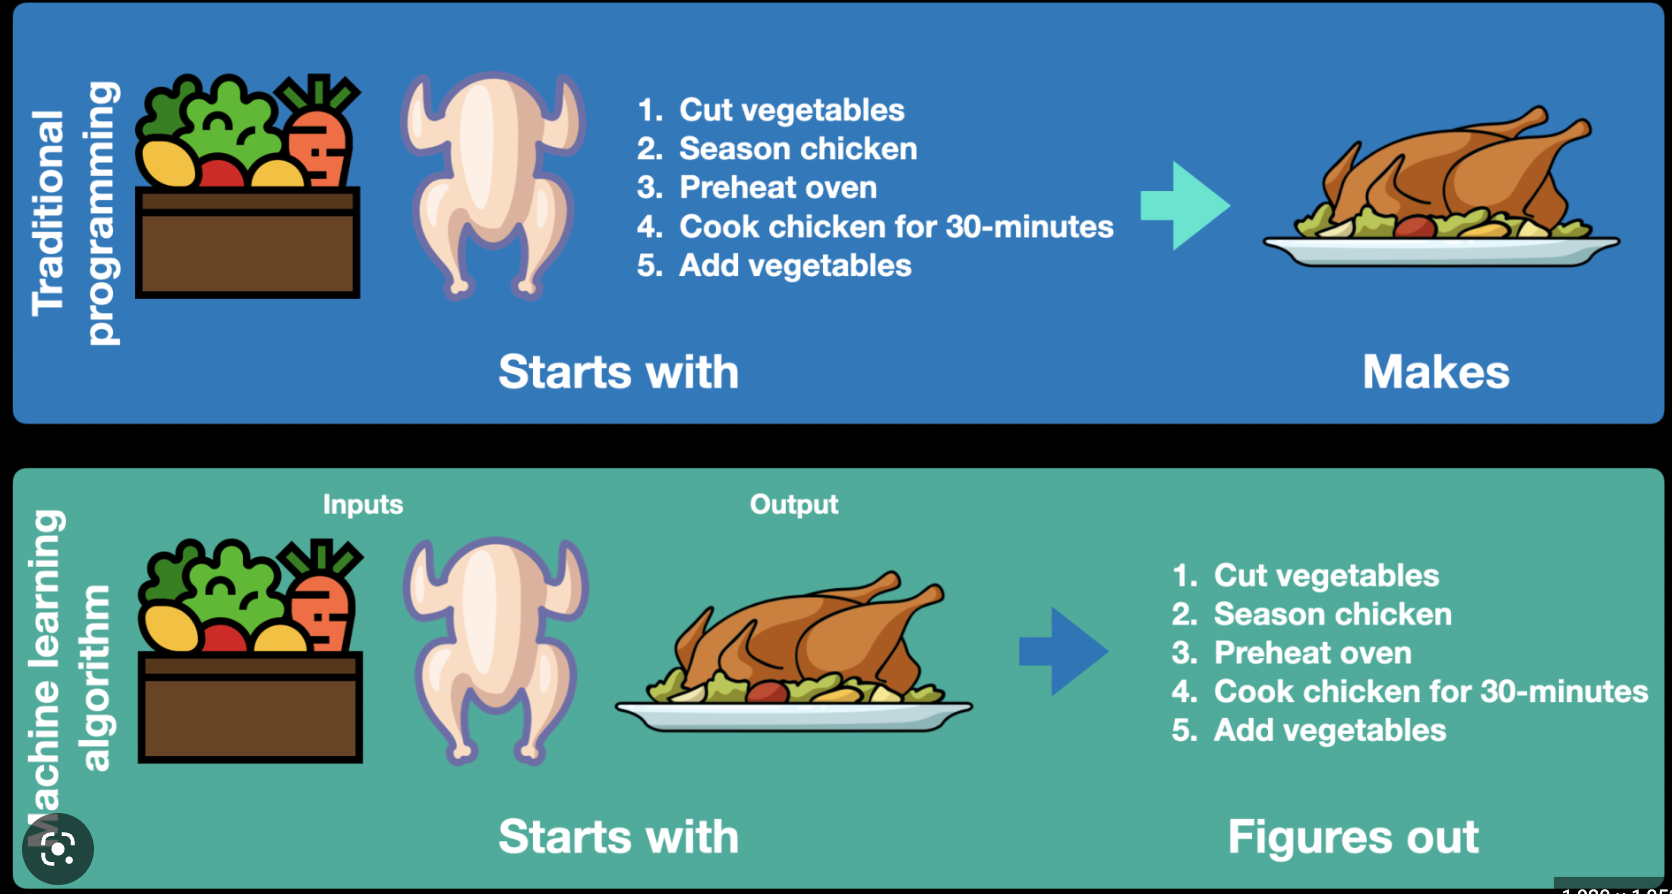 Traditional
programming
1. Cut vegetables
2. Season chicken
3. Preheat oven
4. Cook chicken for 30-minutes
5. Add vegetables
Starts with
Makes
Machine learning
algorithm
Inputs
Output
1. Cut vegetables
2. Season chicken
3. Preheat oven
4. Cook chicken for 30-minutes
5. Add vegetables
Starts with
Figures out